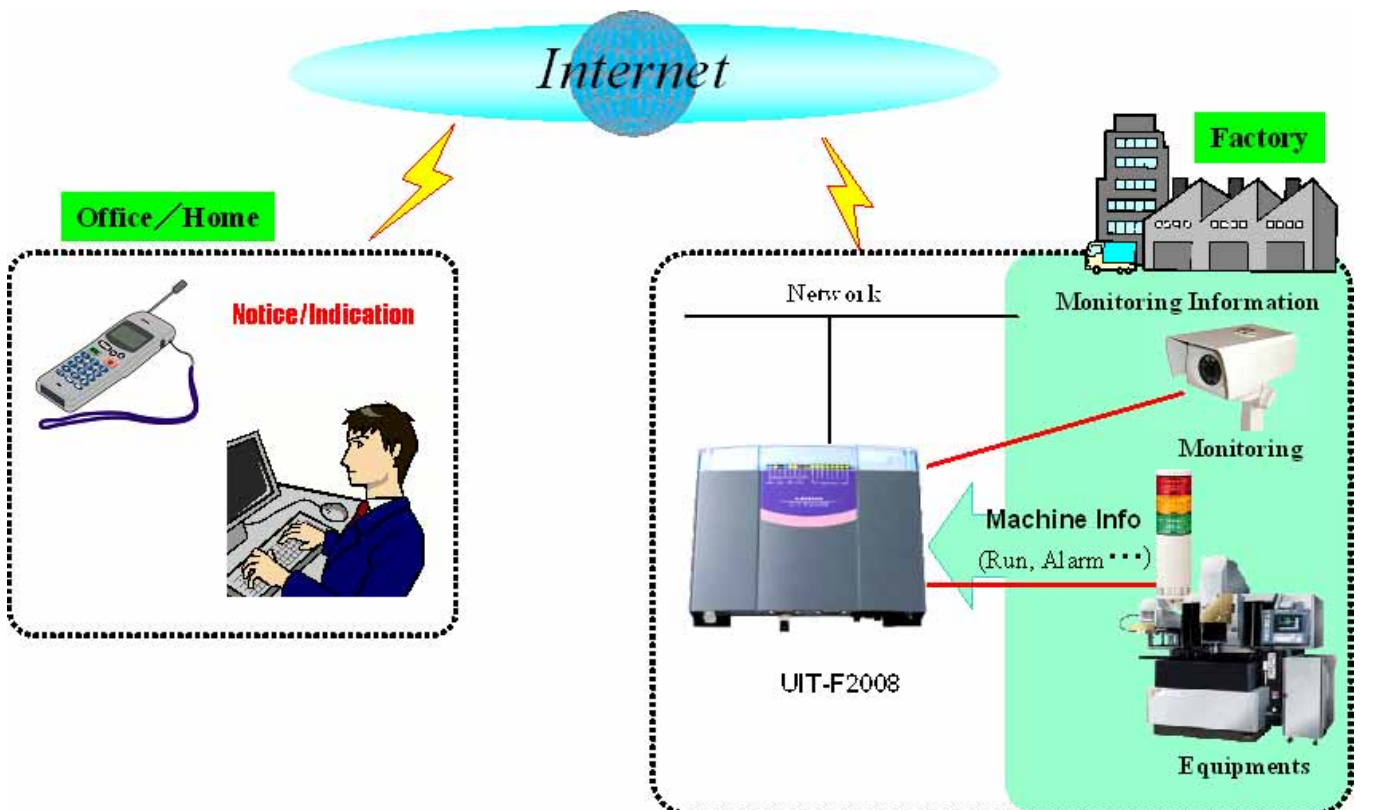 Internet
Factory
Office／Home
Notice/Indication
Network
Monitoring Information
Monitoring
Machine Info
(Run, Alarm･･･)
UIT-F2008
Equipments